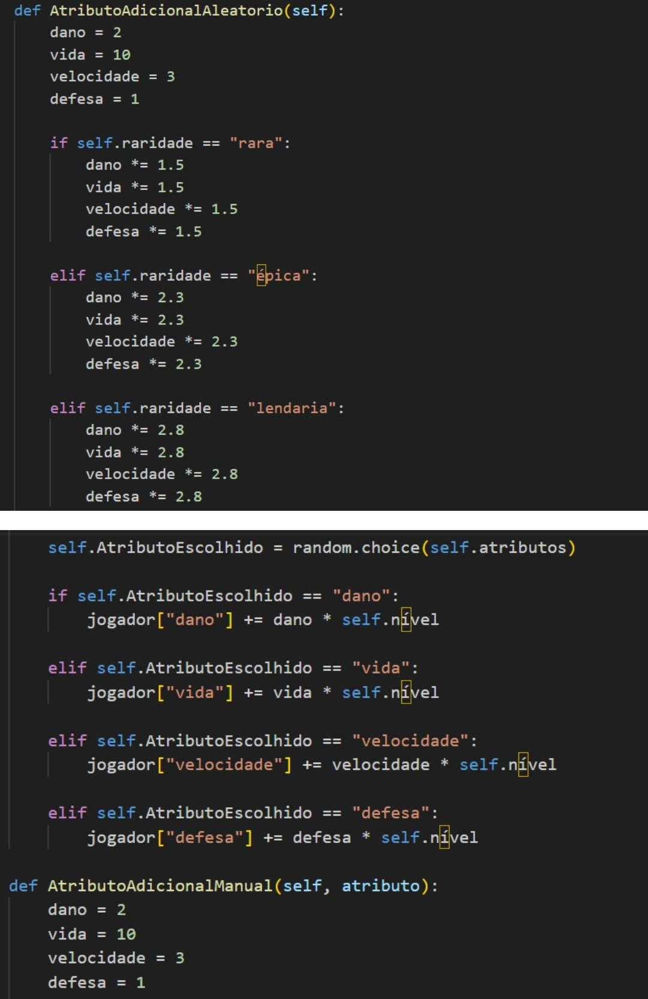 def AtributoAdicionalAleatorio(self):
dano = 2
vida = 10
velocidade = 3
defesa = 1
if self.raridade == "rara":
dano *= 1.5
vida *= 1.5
velocidade *= 1.5
defesa *= 1.5
elif self.raridade == "épica":
dano *= 2.3
vida *= 2.3
velocidade *= 2.3
defesa *= 2.3
elif self.raridade == "lendaria":
dano *= 2.8
vida *= 2.8
velocidade *= 2.8
defesa *= 2.8
self.AtributoEscolhido = random.choice(self.atributos)
if self.AtributoEscolhido == "dano":
jogador["dano"] += dano * self.nível
elif self.AtributoEscolhido == "vida":
jogador["vida"] += vida * self.nível
elif self.AtributoEscolhido == "velocidade":
jogador["velocidade"] += velocidade * self.nível
elif self.AtributoEscolhido == "defesa":
jogador["defesa"] += defesa * self.nível
def AtributoAdicionalManual(self, atributo):
dano = 2
vida = 10
velocidade = 3
defesa = 1